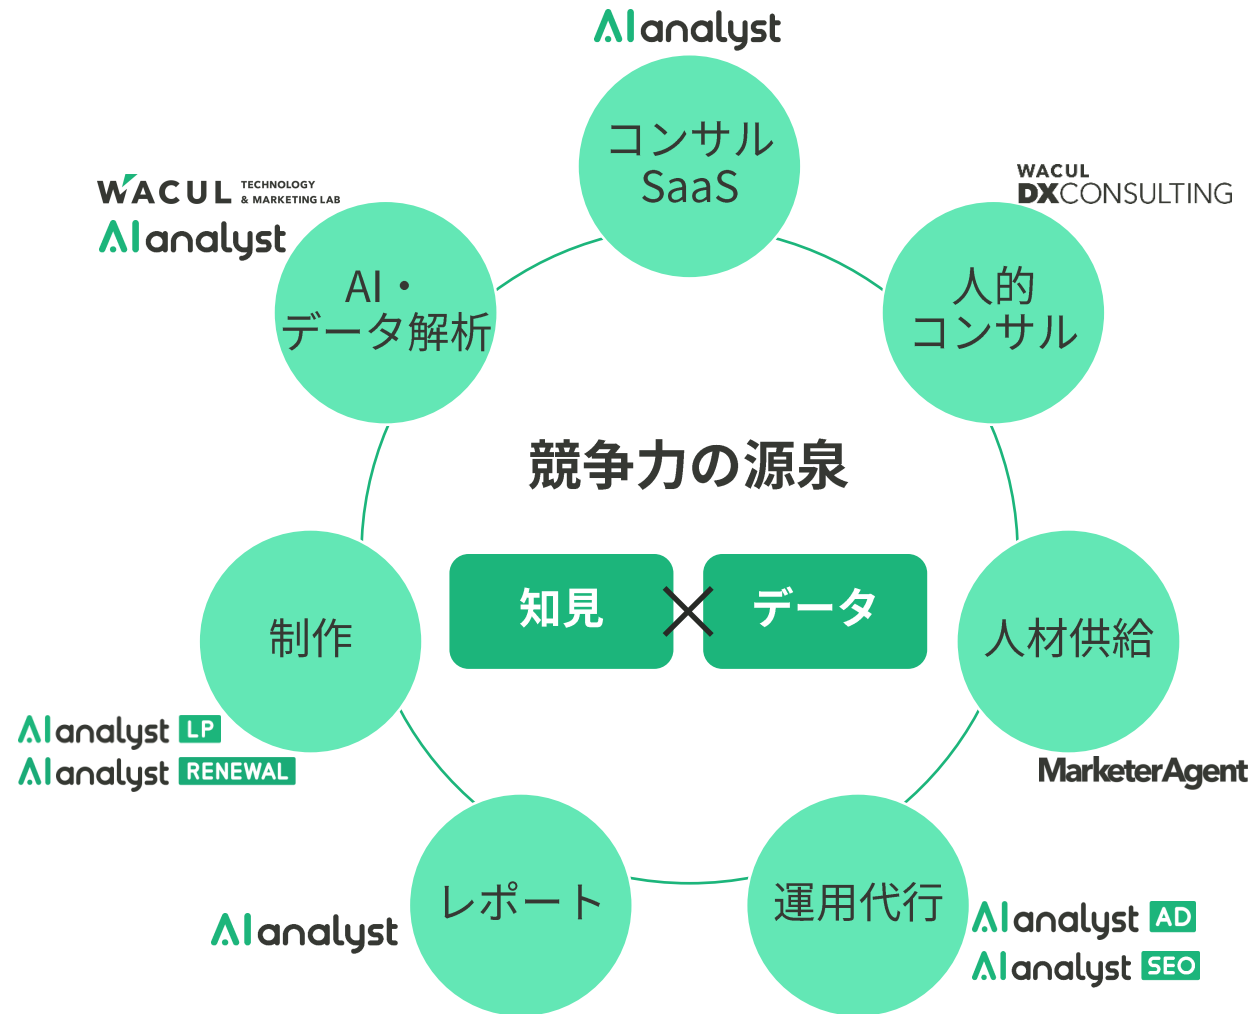 AI analyst
コンサル
SaaS
WACUL TECHNOLOGY
& MARKETING LAB
AI analyst
AI・
データ解析
WACUL
DXCONSULTING
人的
コンサル
競争力の源泉
知見 × データ
制作
AI analyst LP
AI analyst RENEWAL
人材供給
MarketerAgent
レポート
AI analyst
運用代行
AI analyst AD
AI analyst SEO